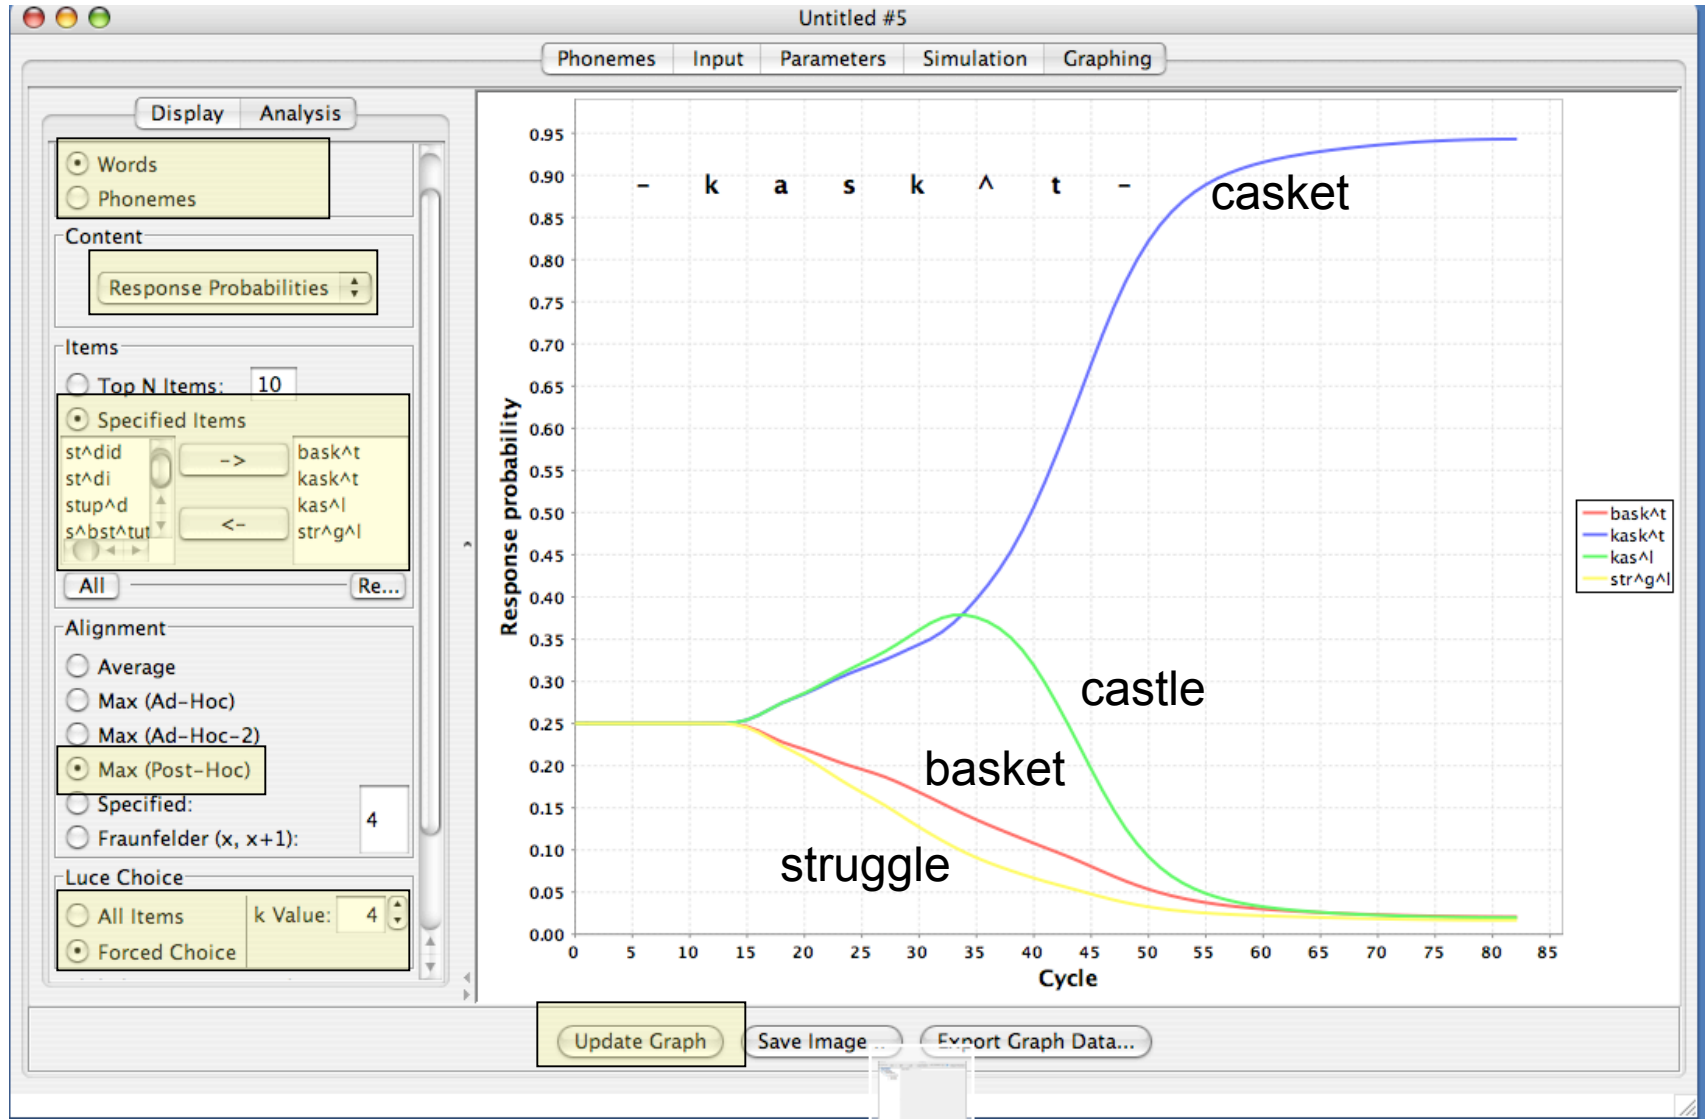 Untitled #5
Phonemes Input Parameters Simulation Graphing
Display Analysis
Words
Phonemes
Content
Response Probabilities
Items
Top N Items: 10
Specified Items
st^did
st^di
stup^d
s^bst^tut
->
<-
bask^t
kask^t
kas^l
str^g^l
All
Re...
Alignment
Average
Max (Ad-Hoc)
Max (Ad-Hoc-2)
Max (Post-Hoc)
Specified:
4
Fraunfelder (x, x+1):
Luce Choice
All Items
k Value: 4
Forced Choice
Response probability
0.95
0.90
0.85
0.80
0.75
0.70
0.65
0.60
0.55
0.50
0.45
0.40
0.35
0.30
0.25
0.20
0.15
0.10
0.05
0.00
- k a s k ^ t -
casket
castle
basket
struggle
0 5 10 15 20 25 30 35 40 45 50 55 60 65 70 75 80 85
Cycle
bask^t
kask^t
kas^l
str^g^l
Update Graph
Save Image ..
Export Graph Data...